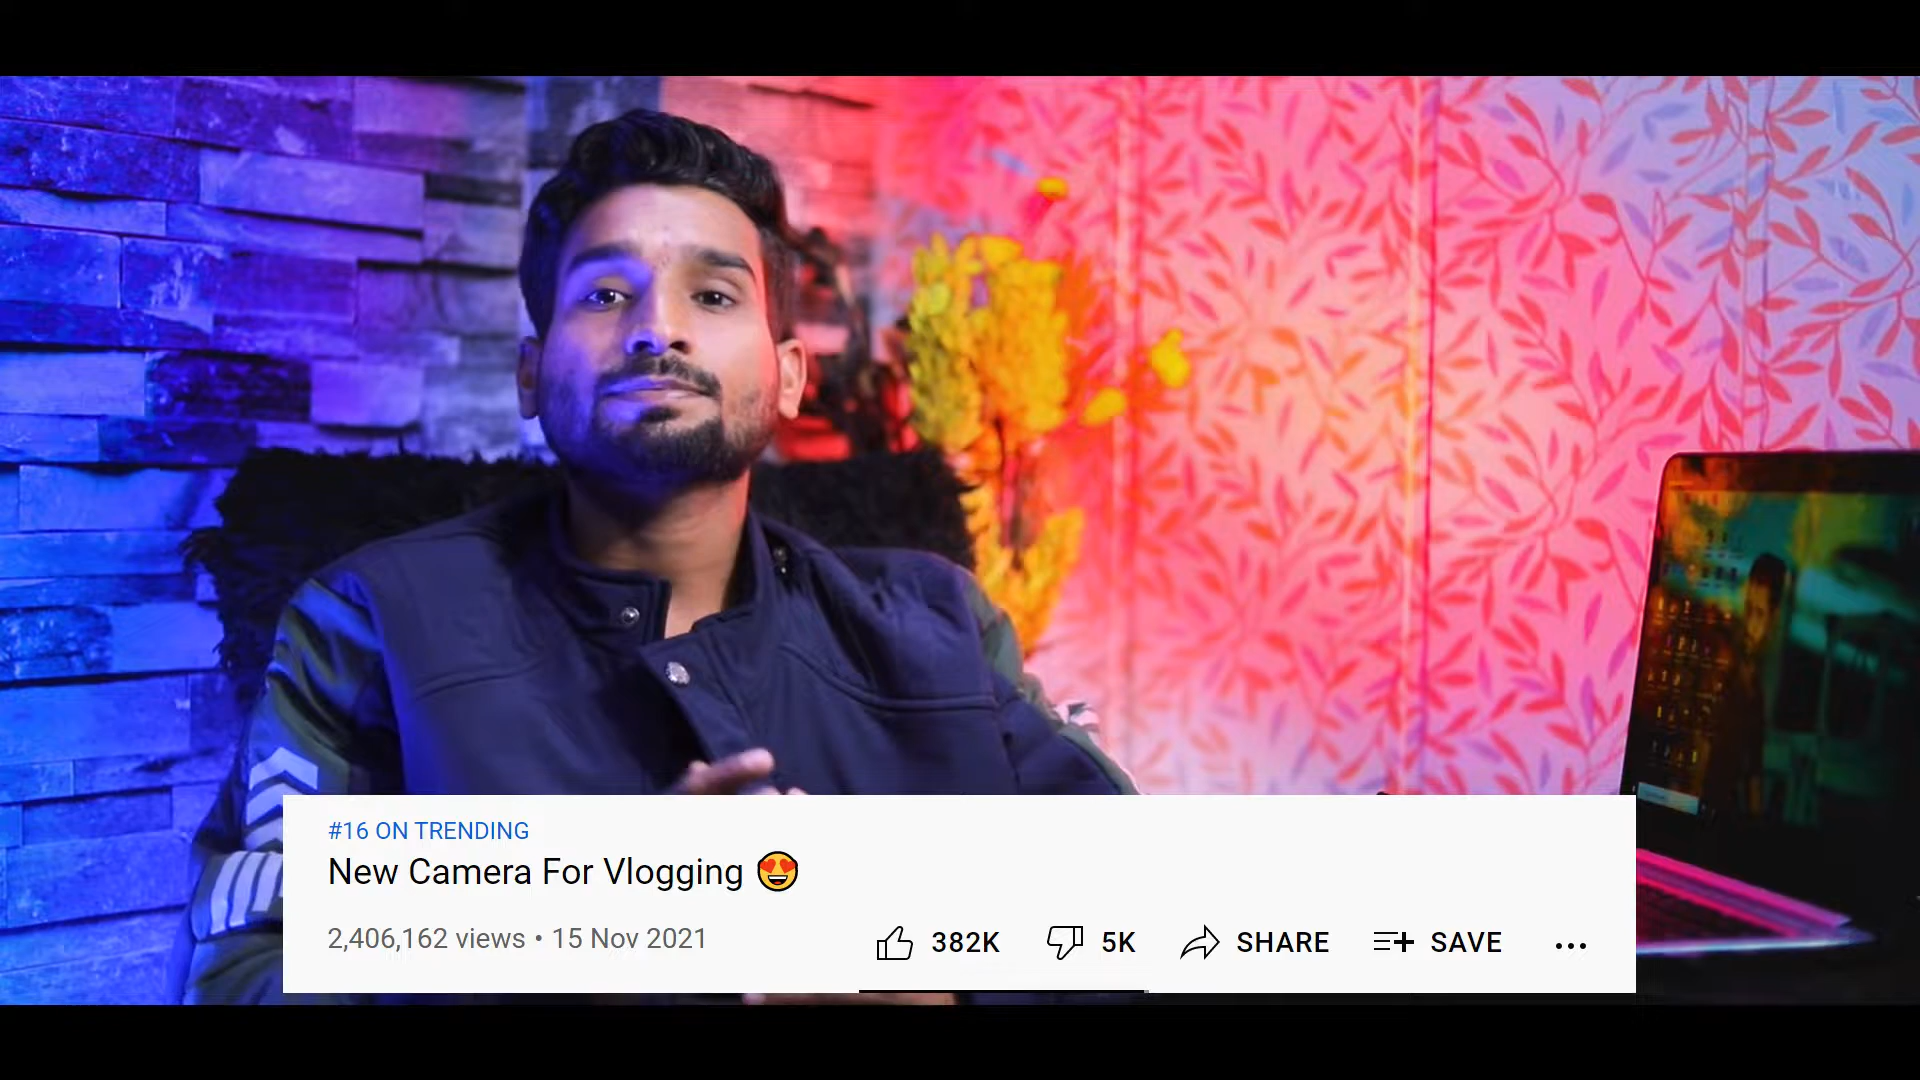 #16 ON TRENDING
New Camera For Vlogging 😍
2,406,162 views • 15 Nov 2021
382K 5K SHARE SAVE